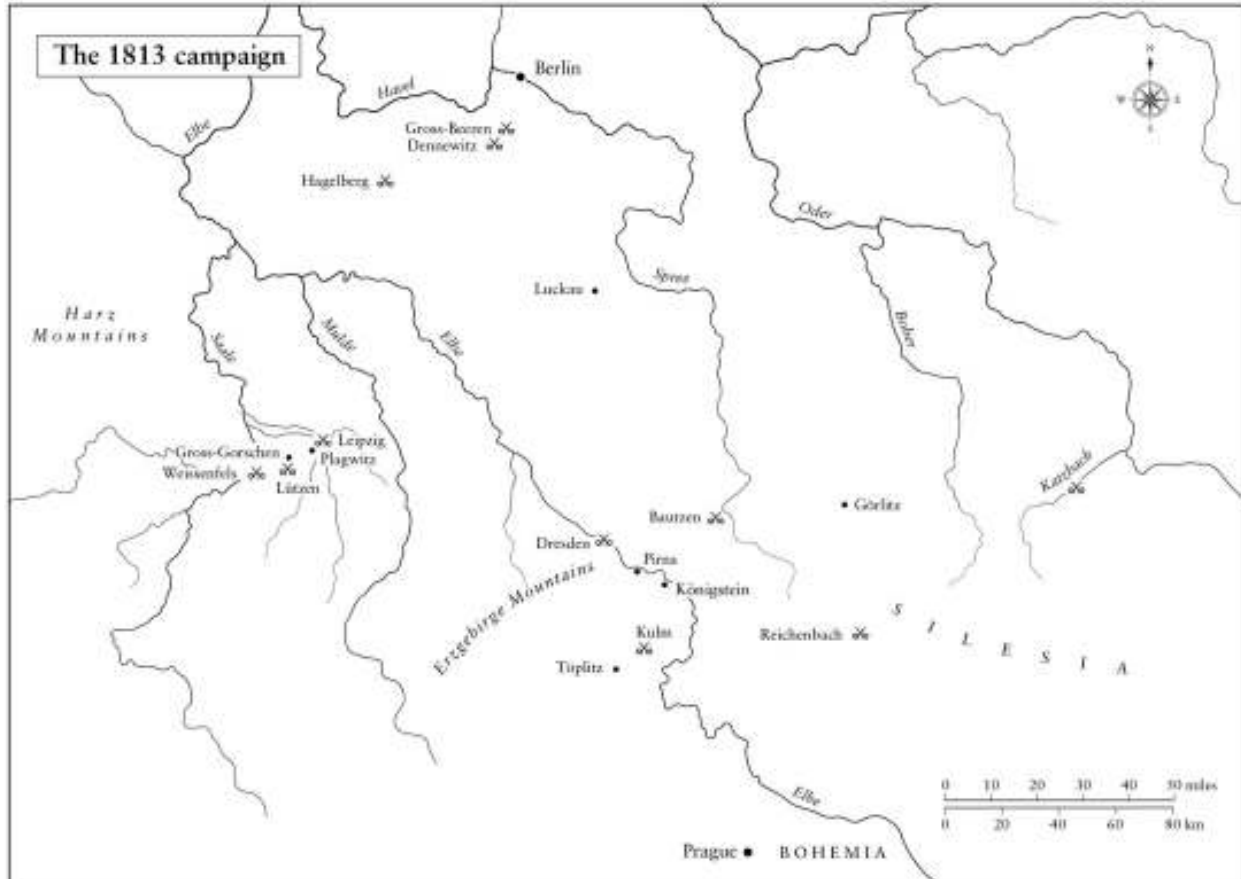 The 1813 campaign
Berlin
Havel
Elbe
Gross-Beeren
Dennewitz
Hagelberg
N
W
E
S
Oder
Luckau
Spree
Harz
Mountains
Saale
Mulde
Elbe
Bober
Gross-Gorschen
Leipzig
Plagwitz
Weissenfels
Lützen
Katzbach
Bautzen
Görlitz
Dresden
Pirna
Königstein
Erzgebirge Mountains
Kulm
Töplitz
Reichenbach
SILESIA
Elbe
Prague
BOHEMIA
0 10 20 30 40 50 miles
0 20 40 60 80 km